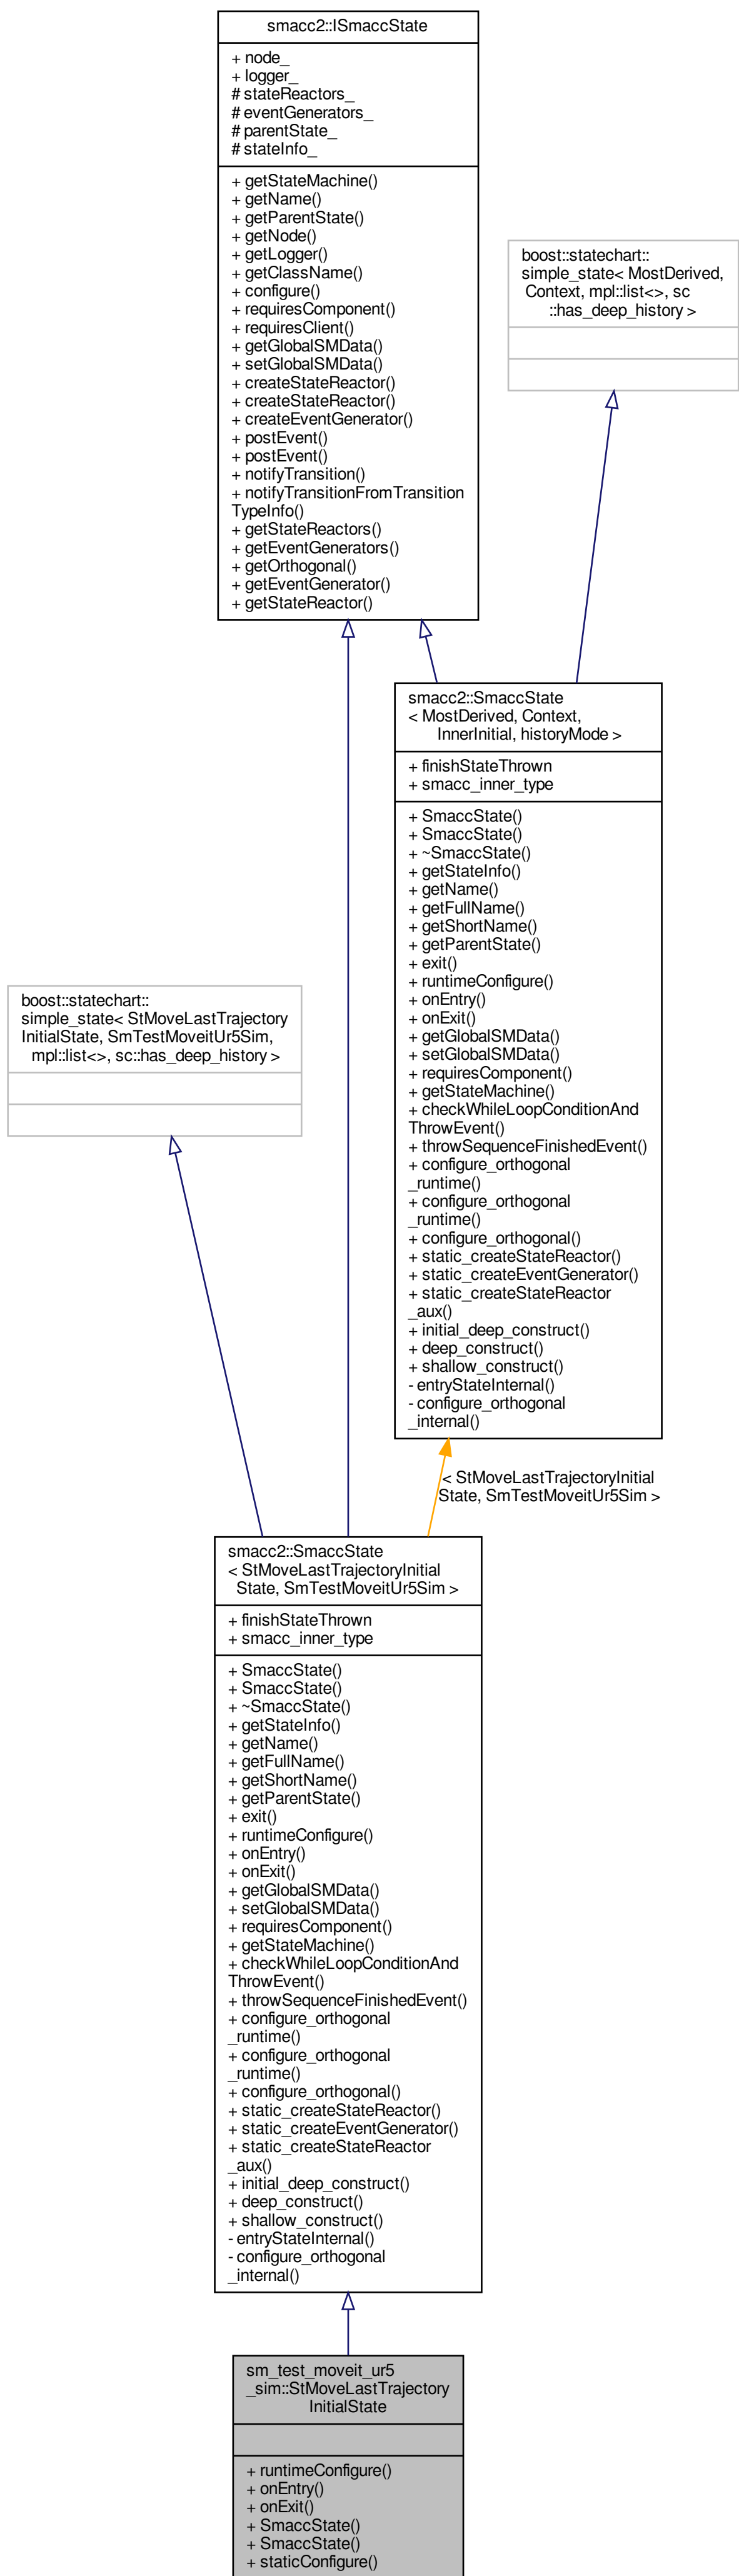 smacc2::ISmaccState
+ node_
+ logger_
# stateReactors_
# eventGenerators_
# parentState_
# stateInfo_
+ getStateMachine()
+ getName()
+ getParentState()
+ getNode()
+ getLogger()
+ getClassName()
+ configure()
+ requiresComponent()
+ requiresClient()
+ getGlobalSMData()
+ setGlobalSMData()
+ createStateReactor()
+ createStateReactor()
+ createEventGenerator()
+ postEvent()
+ postEvent()
+ notifyTransition()
+ notifyTransitionFromTransition
TypeInfo()
+ getStateReactors()
+ getEventGenerators()
+ getOrthogonal()
+ getEventGenerator()
+ getStateReactor()
boost::statechart::
simple_state< MostDerived,
Context, mpl::list<>, sc
::has_deep_history >
smacc2::SmaccState
< MostDerived, Context,
InnerInitial, historyMode >
+ finishStateThrown
+ smacc_inner_type
+ SmaccState()
+ SmaccState()
+ ~SmaccState()
+ getStateInfo()
+ getName()
+ getFullName()
+ getShortName()
+ getParentState()
+ exit()
+ runtimeConfigure()
+ onEntry()
+ onExit()
+ getGlobalSMData()
+ setGlobalSMData()
+ requiresComponent()
+ getStateMachine()
+ checkWhileLoopConditionAnd
ThrowEvent()
+ throwSequenceFinishedEvent()
+ configure_orthogonal
_runtime()
+ configure_orthogonal
_runtime()
+ configure_orthogonal()
+ static_createStateReactor()
+ static_createEventGenerator()
+ static_createStateReactor
_aux()
+ initial_deep_construct()
+ deep_construct()
+ shallow_construct()
- entryStateInternal()
- configure_orthogonal
_internal()
boost::statechart::
simple_state< StMoveLastTrajectory
InitialState, SmTestMoveitUr5Sim,
mpl::list<>, sc::has_deep_history >
< StMoveLastTrajectoryInitial
State, SmTestMoveitUr5Sim >
smacc2::SmaccState
< StMoveLastTrajectoryInitial
State, SmTestMoveitUr5Sim >
+ finishStateThrown
+ smacc_inner_type
+ SmaccState()
+ SmaccState()
+ ~SmaccState()
+ getStateInfo()
+ getName()
+ getFullName()
+ getShortName()
+ getParentState()
+ exit()
+ runtimeConfigure()
+ onEntry()
+ onExit()
+ getGlobalSMData()
+ setGlobalSMData()
+ requiresComponent()
+ getStateMachine()
+ checkWhileLoopConditionAnd
ThrowEvent()
+ throwSequenceFinishedEvent()
+ configure_orthogonal
_runtime()
+ configure_orthogonal
_runtime()
+ configure_orthogonal()
+ static_createStateReactor()
+ static_createEventGenerator()
+ static_createStateReactor
_aux()
+ initial_deep_construct()
+ deep_construct()
+ shallow_construct()
- entryStateInternal()
- configure_orthogonal
_internal()
sm_test_moveit_ur5
_sim::StMoveLastTrajectory
InitialState
+ runtimeConfigure()
+ onEntry()
+ onExit()
+ SmaccState()
+ SmaccState()
+ staticConfigure()